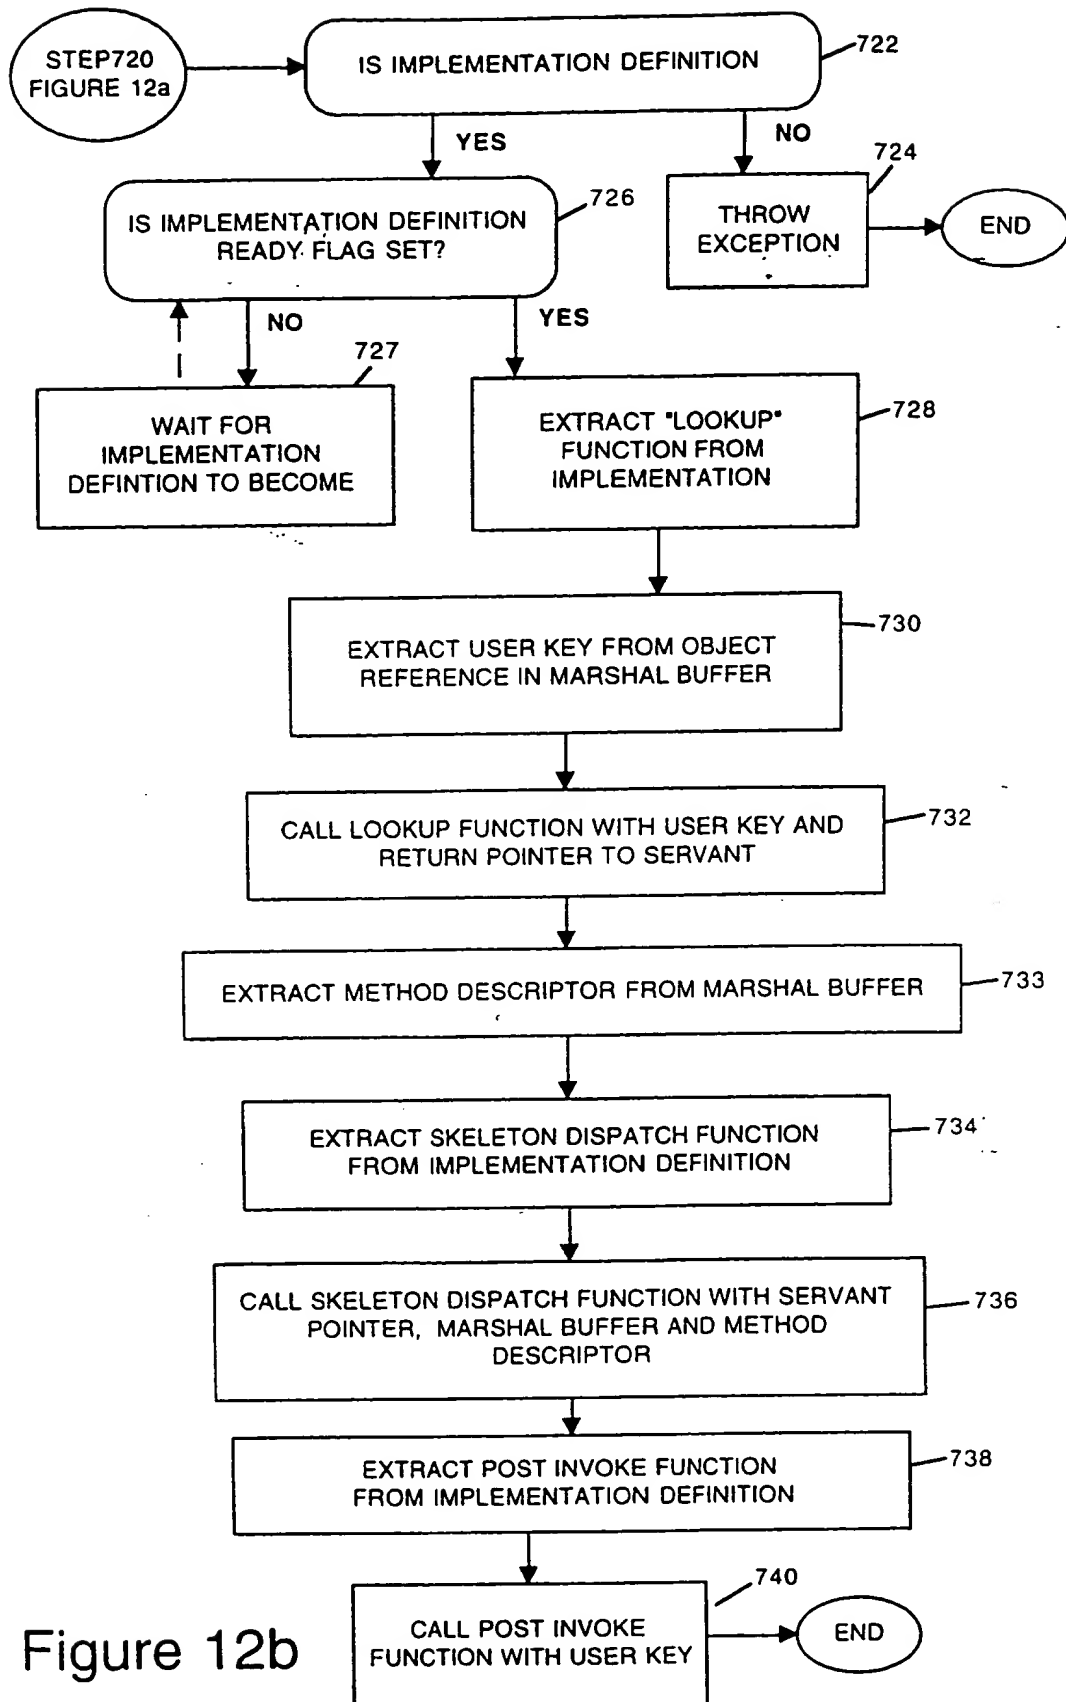 STEP720
FIGURE 12a
IS IMPLEMENTATION DEFINITION
722
YES
NO
724
IS IMPLEMENTATION DEFINITION
READY FLAG SET?
726
THROW
EXCEPTION
END
NO
YES
727
WAIT FOR
IMPLEMENTATION
DEFINTION TO BECOME
EXTRACT "LOOKUP"
FUNCTION FROM
IMPLEMENTATION
728
EXTRACT USER KEY FROM OBJECT
REFERENCE IN MARSHAL BUFFER
730
CALL LOOKUP FUNCTION WITH USER KEY AND
RETURN POINTER TO SERVANT
732
EXTRACT METHOD DESCRIPTOR FROM MARSHAL BUFFER
733
EXTRACT SKELETON DISPATCH FUNCTION
FROM IMPLEMENTATION DEFINITION
734
CALL SKELETON DISPATCH FUNCTION WITH SERVANT
POINTER, MARSHAL BUFFER AND METHOD
DESCRIPTOR
736
EXTRACT POST INVOKE FUNCTION
FROM IMPLEMENTATION DEFINITION
738
740
CALL POST INVOKE
FUNCTION WITH USER KEY
END
Figure 12b